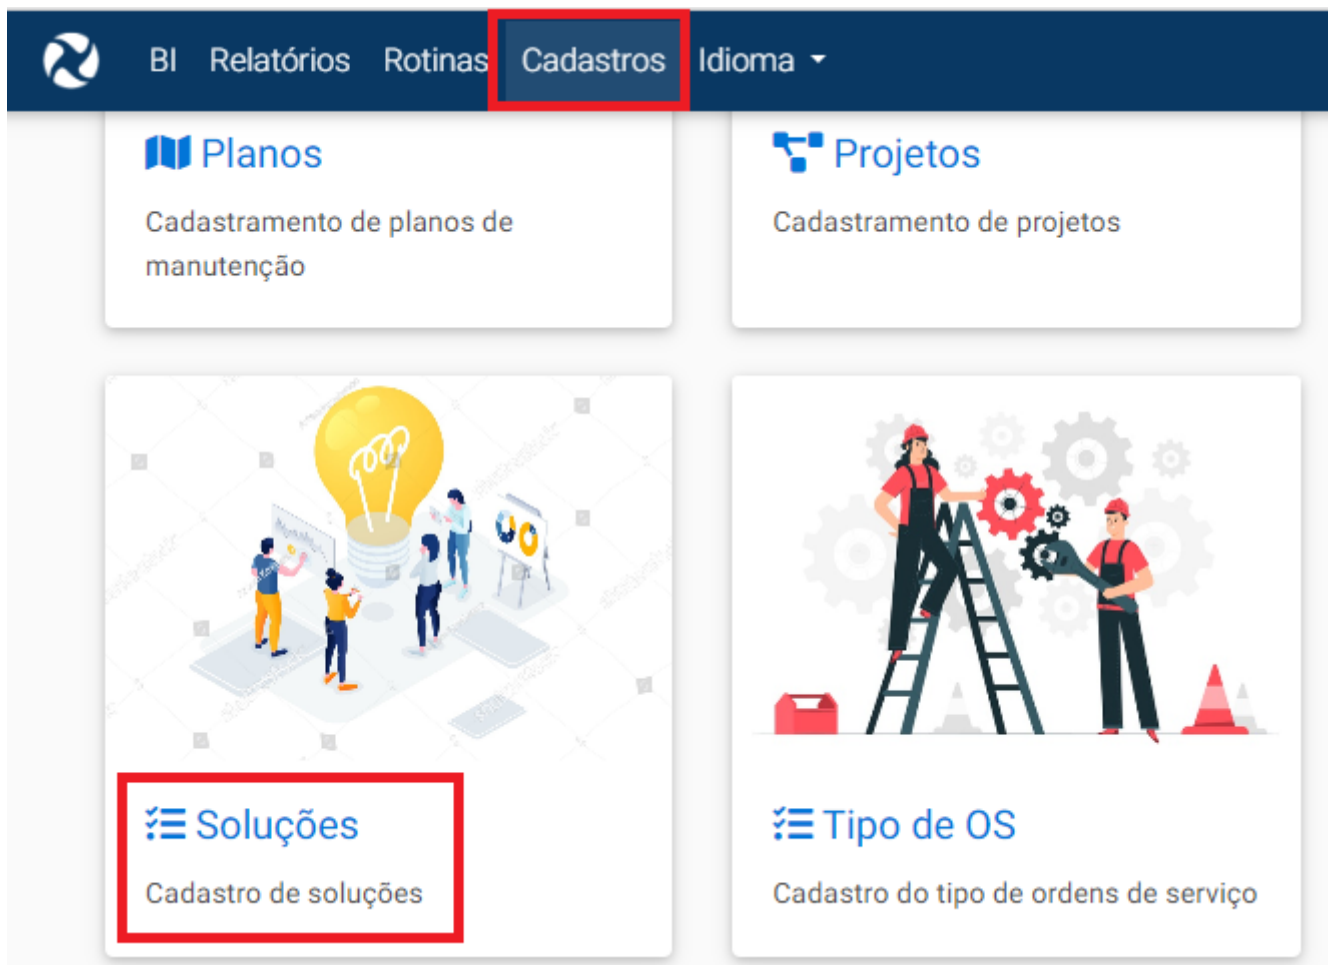 BI Relatórios Rotinas Cadastros Idioma
Planos
Cadastramento de planos de
manutenção
Projetos
Cadastramento de projetos
Soluções
Cadastro de soluções
Tipo de OS
Cadastro do tipo de ordens de serviço